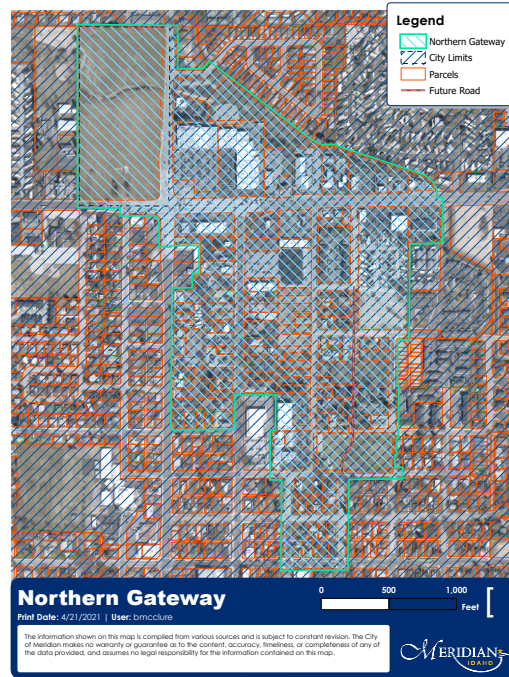 Legend
Northern Gateway
City Limits
Parcels
Future Road
Northern Gateway
Print Date: 4/21/2021 | User: bmcclure
The information shown on this map is compiled from various sources and is subject to constant revision. The City
of Meridian makes no warranty or guarantee as to the content, accuracy, timeliness, or completeness of any of
the data provided, and assumes no legal responsibility for the information contained on this map.
0 500 1,000
Feet
[
MERIDIAN
IDAHO